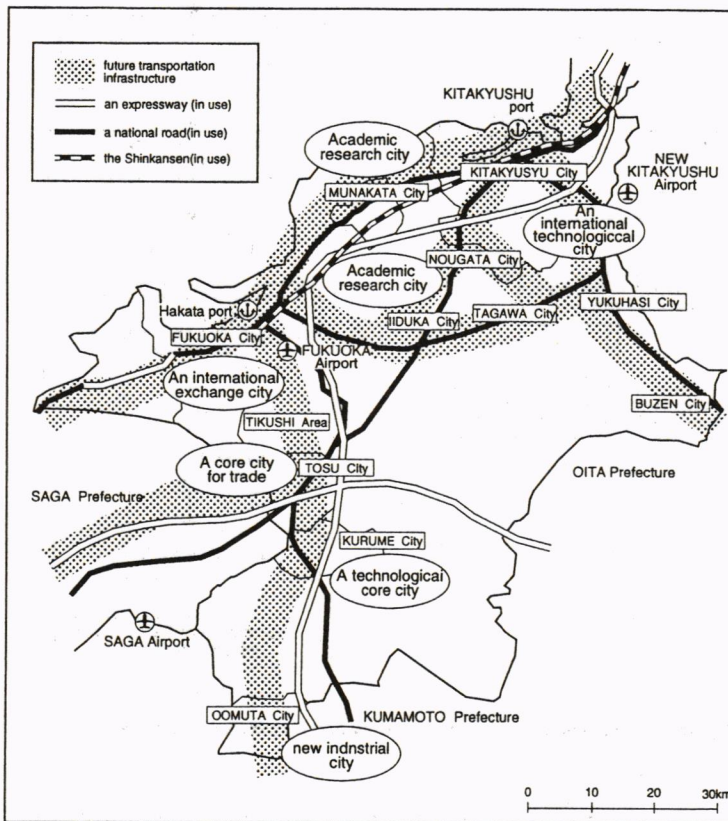 future transportation
infrastructure
an expressway (in use)
a national road(in use)
the Shinkansen(in use)
KITAKYUSHU
port
Academic
research city
KITAKYUSYU City
NEW
KITAKYUSHU
Airport
MUNAKATA City
An
international
technologiccal
city
NOUGATA City
Academic
research city
YUKUHASI City
Hakata port
TAGAWA City
IIDUKA City
FUKUOKA City
FUKUOKA
Airport
An international
exchange city
BUZEN City
TIKUSHI Area
A core city
for trade
TOSU City
OITA Prefecture
SAGA Prefecture
KURUME City
A technological
core city
SAGA Airport
OOMUTA City
KUMAMOTO Prefecture
new indnstrial
city
0 10 20 30km